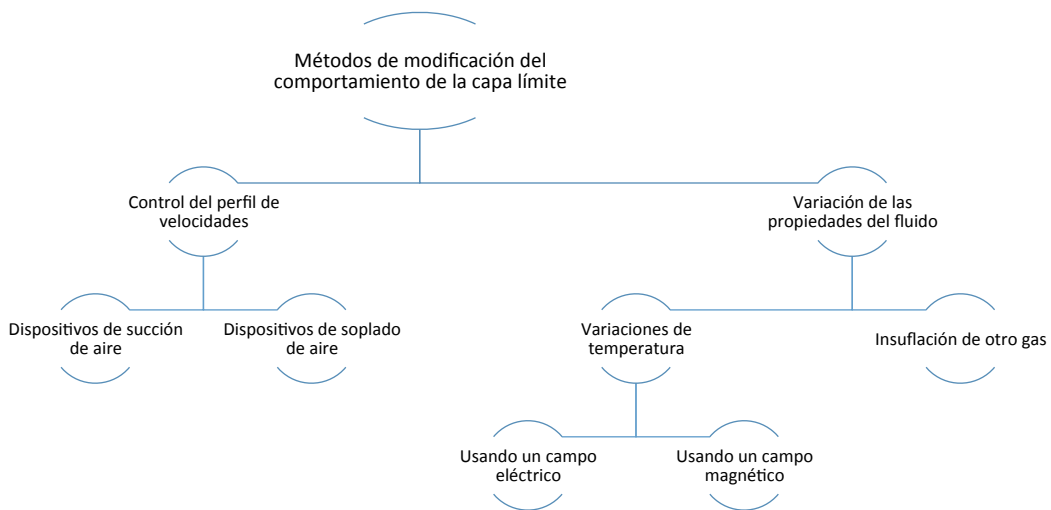 Métodos de modificación del
comportamiento de la capa límite
Control del perfil de
velocidades
Variación de las
propiedades del fluido
Dispositivos de succión
de aire
Dispositivos de soplado
de aire
Variaciones de
temperatura
Insuflación de otro gas
Usando un campo
eléctrico
Usando un campo
magnético